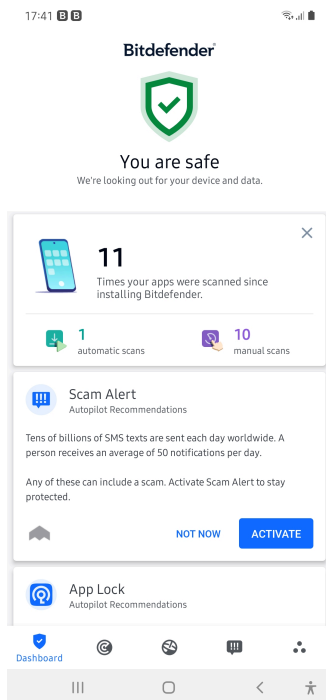 17:41 B B
Bitdefender®
You are safe
We're looking out for your device and data.
11
Times your apps were scanned since
installing Bitdefender.
1
automatic scans
10
manual scans
Scam Alert
Autopilot Recommendations
Tens of billions of SMS texts are sent each day worldwide. A
person receives an average of 50 notifications per day.
Any of these can include a scam. Activate Scam Alert to stay
protected.
NOT NOW
ACTIVATE
App Lock
Autopilot Recommendations
Dashboard